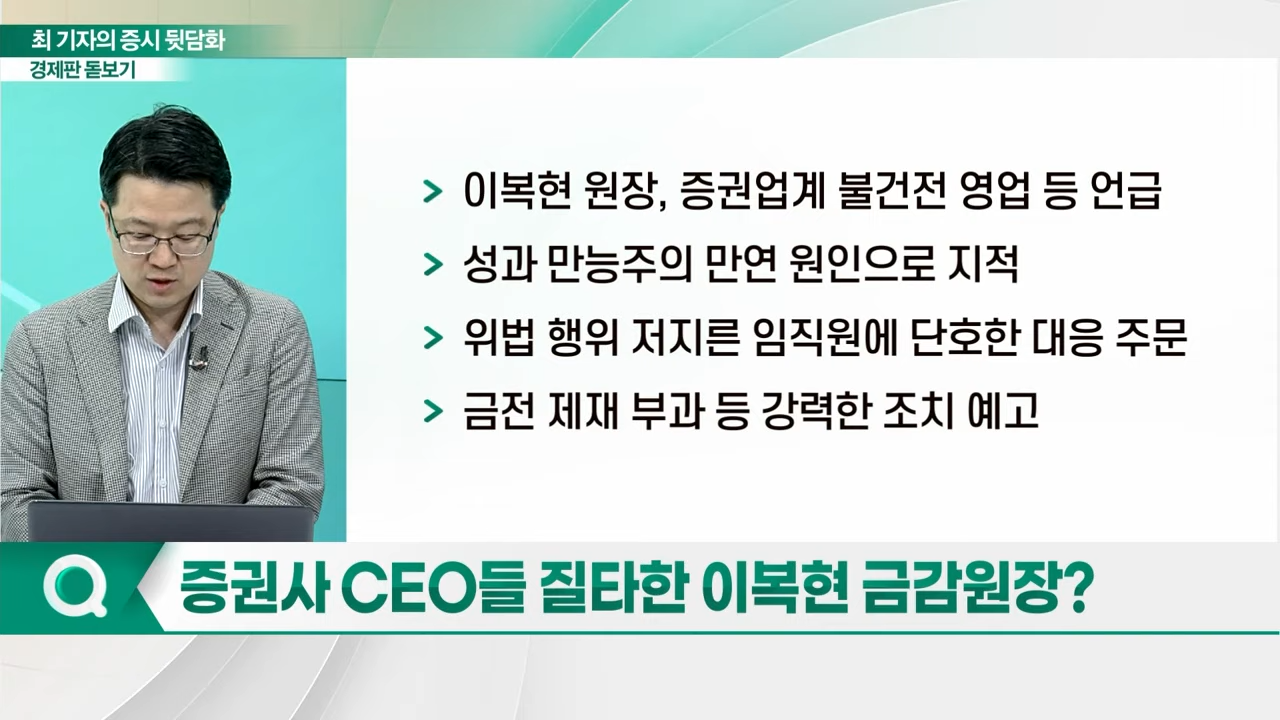 최 기자의 증시 뒷담화
경제판 돋보기
> 이복현 원장, 증권업계 불건전 영업 등 언급
> 성과 만능주의 만연 원인으로 지적
> 위법 행위 저지른 임직원에 단호한 대응 주문
> 금전 제재 부과 등 강력한 조치 예고
증권사 CEO들 질타한 이복현 금감원장?